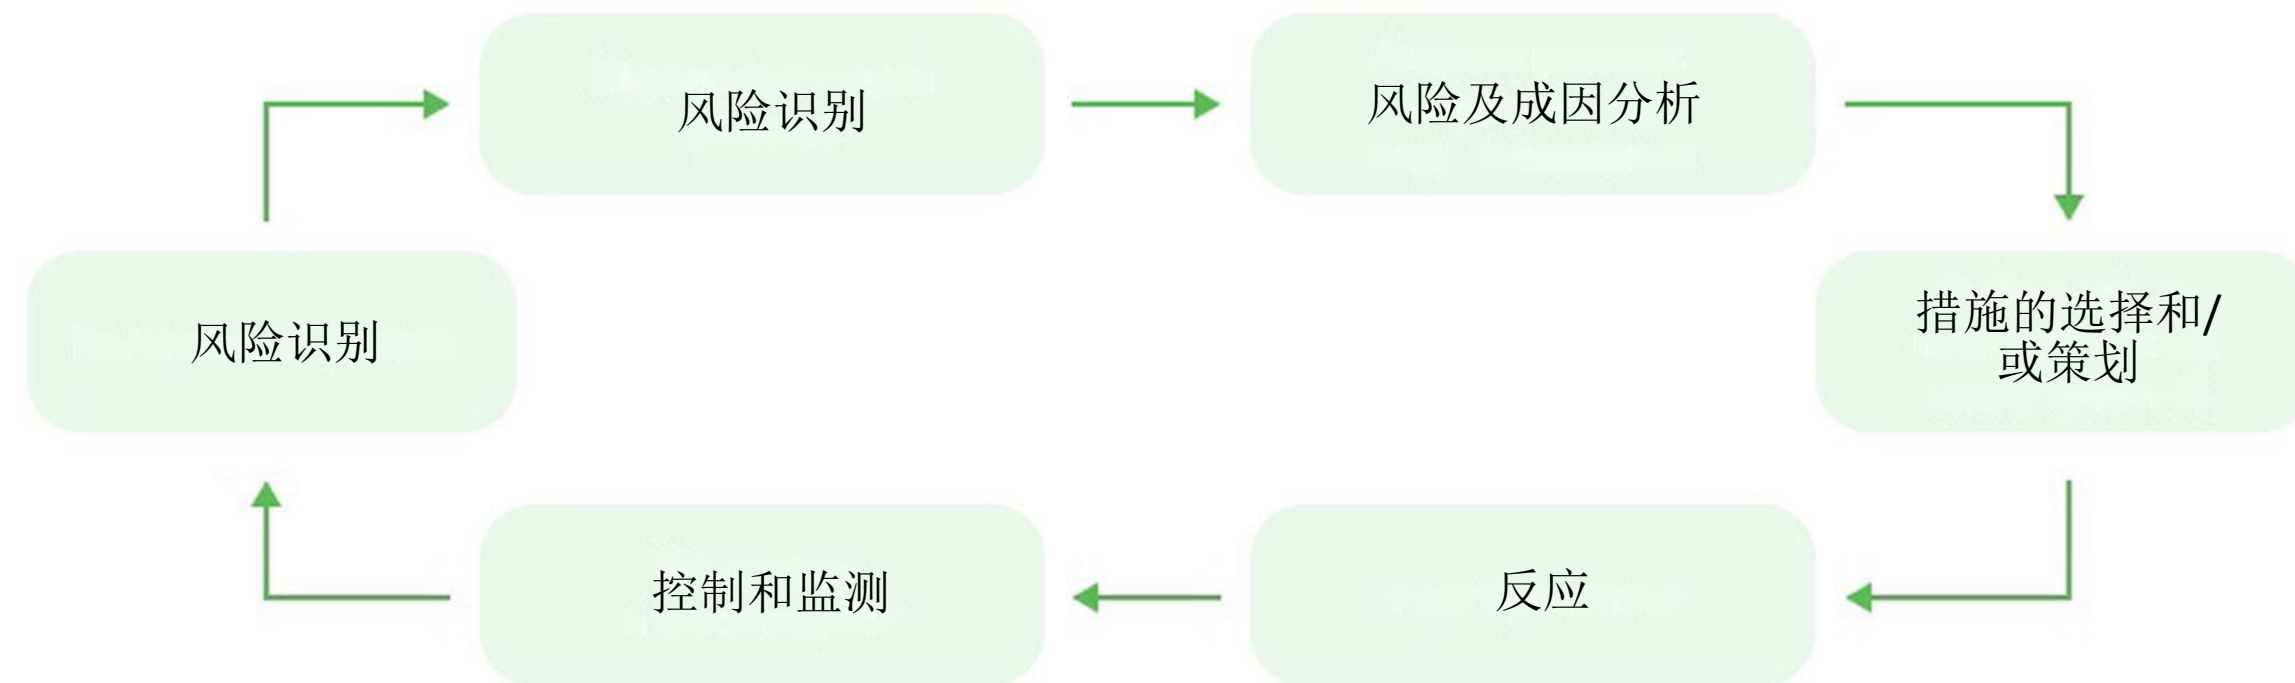 风险识别
风险及成因分析
风险识别
措施的选择和/
或策划
控制和监测
反应